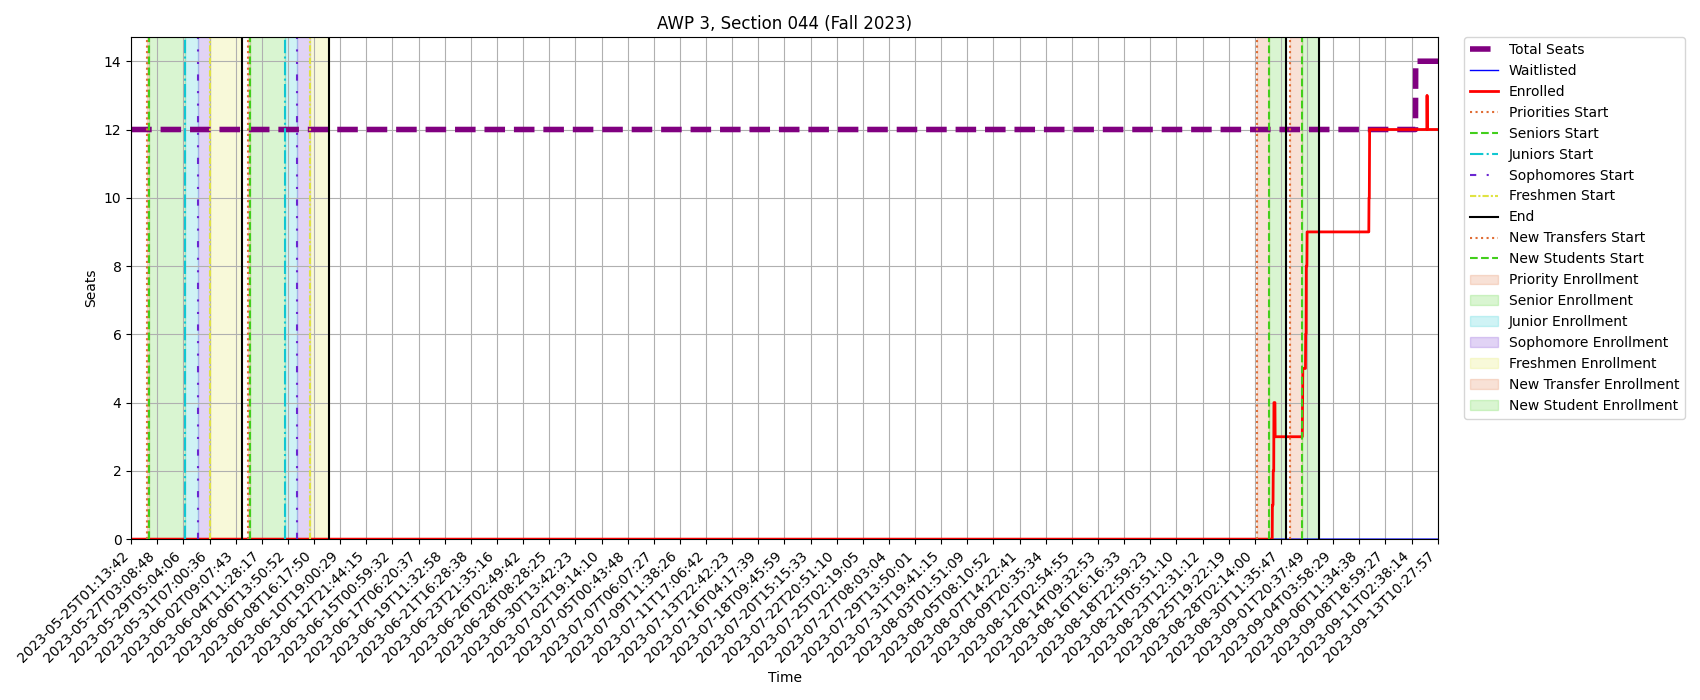 AWP 3, Section 044 (Fall 2023)
14
12
10
8
6
4
2
0
Seats
Total Seats
Waitlisted
Enrolled
Priorities Start
Seniors Start
Juniors Start
Sophomores Start
Freshmen Start
End
New Transfers Start
New Students Start
Priority Enrollment
Senior Enrollment
Junior Enrollment
Sophomore Enrollment
Freshmen Enrollment
New Transfer Enrollment
New Student Enrollment
2023-05-25T01:13:42
2023-05-27T03:08:48
2023-05-29T05:04:06
2023-05-31T07:00:36
2023-06-02T09:07:43
2023-06-04T11:28:17
2023-06-06T13:50:52
2023-06-08T16:17:50
2023-06-10T19:00:29
2023-06-12T21:44:15
2023-06-15T00:59:32
2023-06-17T06:20:37
2023-06-19T11:32:58
2023-06-21T16:28:38
2023-06-23T21:35:16
2023-06-26T02:49:42
2023-06-28T08:28:25
2023-06-30T13:42:23
2023-07-02T19:14:10
2023-07-05T00:43:48
2023-07-07T06:07:27
2023-07-09T11:38:26
2023-07-11T17:06:42
2023-07-13T22:42:23
2023-07-16T04:17:39
2023-07-18T09:45:59
2023-07-20T15:15:33
2023-07-22T20:51:10
2023-07-25T02:19:05
2023-07-27T08:03:04
2023-07-29T13:50:01
2023-07-31T19:41:15
2023-08-03T01:51:09
2023-08-05T08:10:52
2023-08-07T14:22:41
2023-08-09T20:35:34
2023-08-12T02:54:55
2023-08-14T09:32:53
2023-08-16T16:16:33
2023-08-18T22:59:23
2023-08-21T05:51:10
2023-08-23T12:31:12
2023-08-25T19:22:19
2023-08-28T02:14:00
2023-08-30T11:35:47
2023-09-01T20:37:49
2023-09-04T03:58:29
2023-09-06T11:34:38
2023-09-08T18:59:27
2023-09-11T02:38:14
2023-09-13T10:27:57
Time